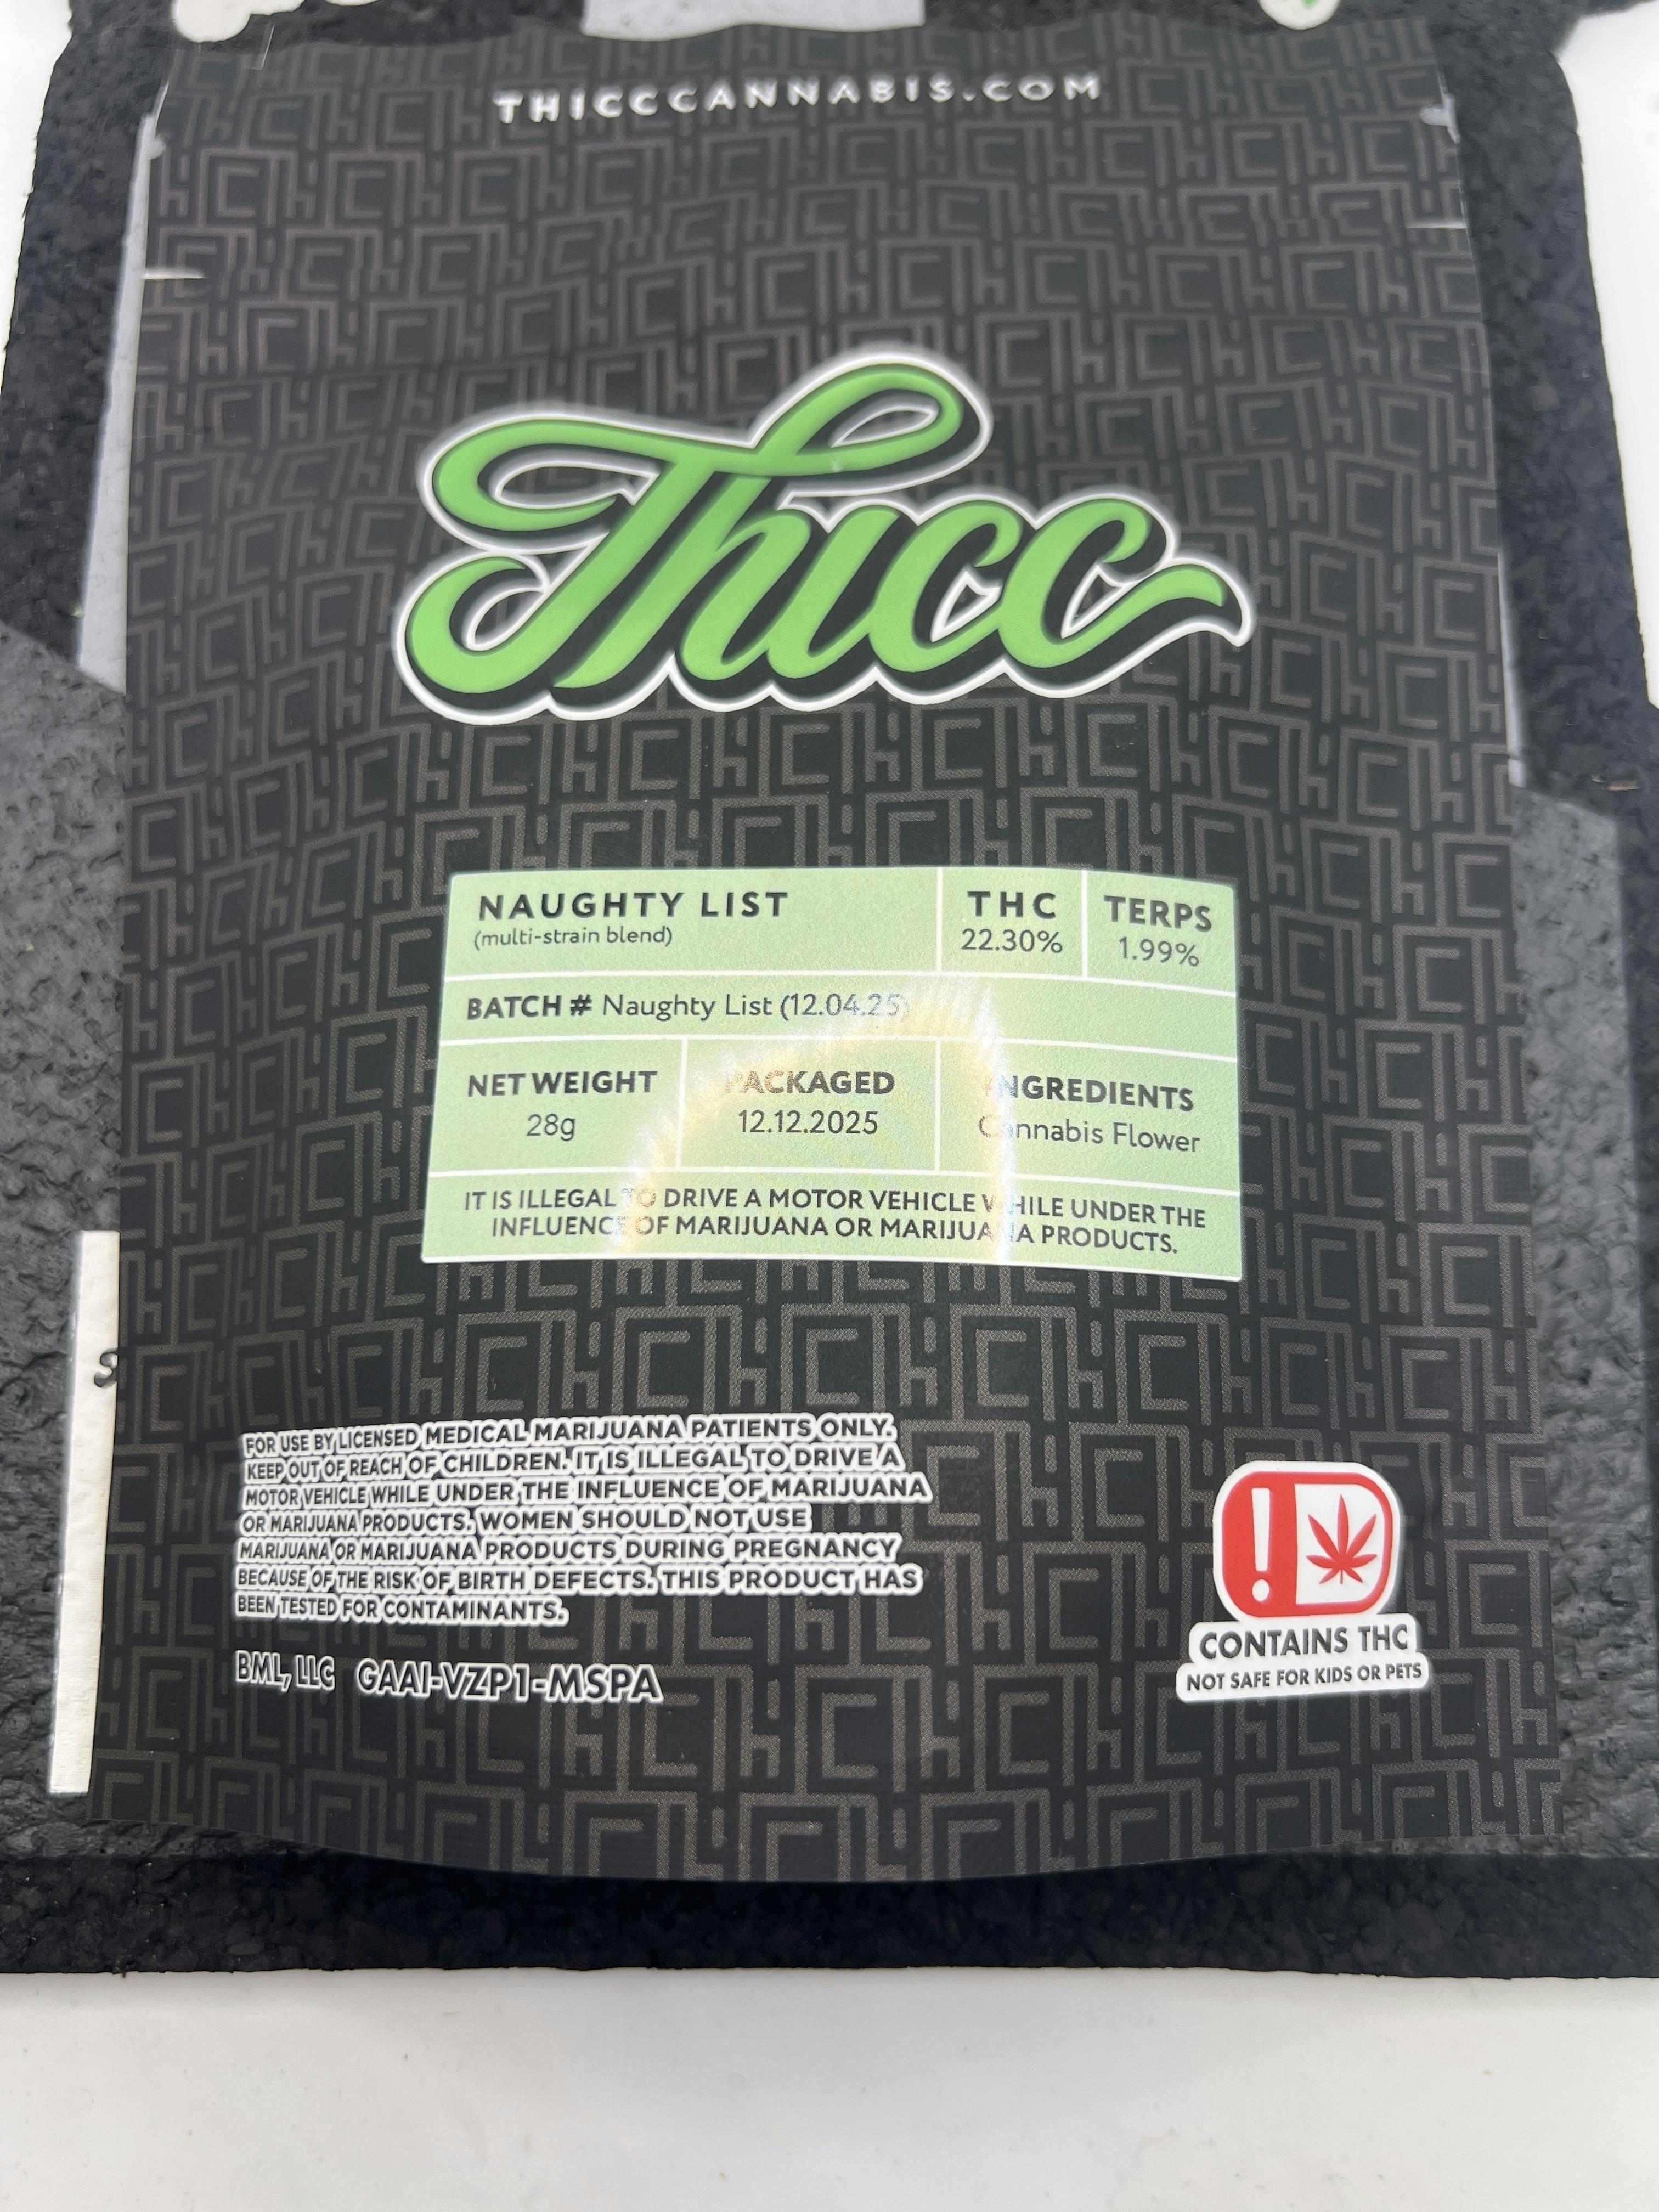 THICCCANNABIS.COM
Thicc
NAUGHTY LIST
(multi-strain blend)
THC
22.30%
TERPS
1.99%
BATCH # Naughty List (12.04.25)
NET WEIGHT
28g
PACKAGED
12.12.2025
INGREDIENTS
Cannabis Flower
IT IS ILLEGAL TO DRIVE A MOTOR VEHICLE WHILE UNDER THE
INFLUENCE OF MARIJUANA OR MARIJUANA PRODUCTS.
FOR USE BY LICENSED MEDICAL MARIJUANA PATIENTS ONLY.
KEEP OUT OF REACH OF CHILDREN. IT IS ILLEGAL TO DRIVE A
MOTOR VEHICLE WHILE UNDER THE INFLUENCE OF MARIJUANA
OR MARIJUANA PRODUCTS. WOMEN SHOULD NOT USE
MARIJUANA OR MARIJUANA PRODUCTS DURING PREGNANCY
BECAUSE OF THE RISK OF BIRTH DEFECTS. THIS PRODUCT HAS
BEEN TESTED FOR CONTAMINANTS.
BML, LLC GAAI-VZP1-MSPA
!
CONTAINS THC
NOT SAFE FOR KIDS OR PETS